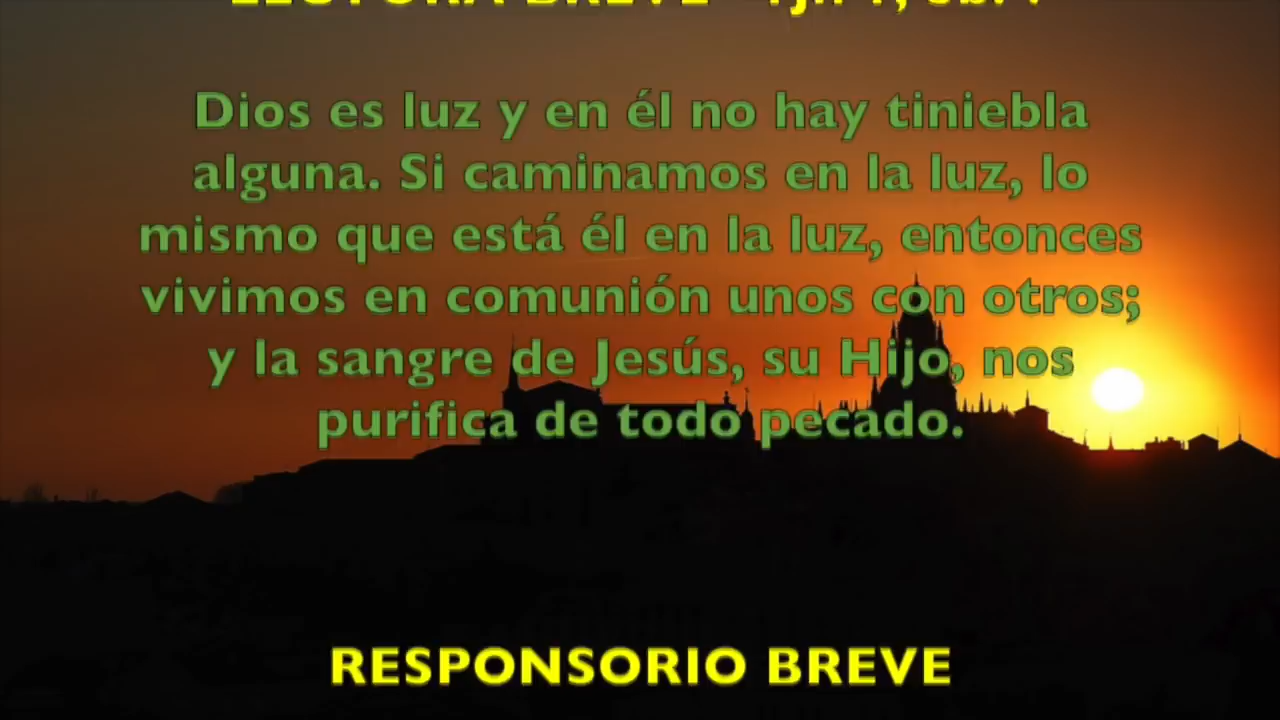 LECTURA BREVE
Dios es luz y en él no hay tiniebla
alguna. Si caminamos en la luz, lo
mismo que está él en la luz, entonces
vivimos en comunión unos con otros;
y la sangre de Jesús, su Hijo, nos
purifica de todo pecado.
RESPONSORIO BREVE